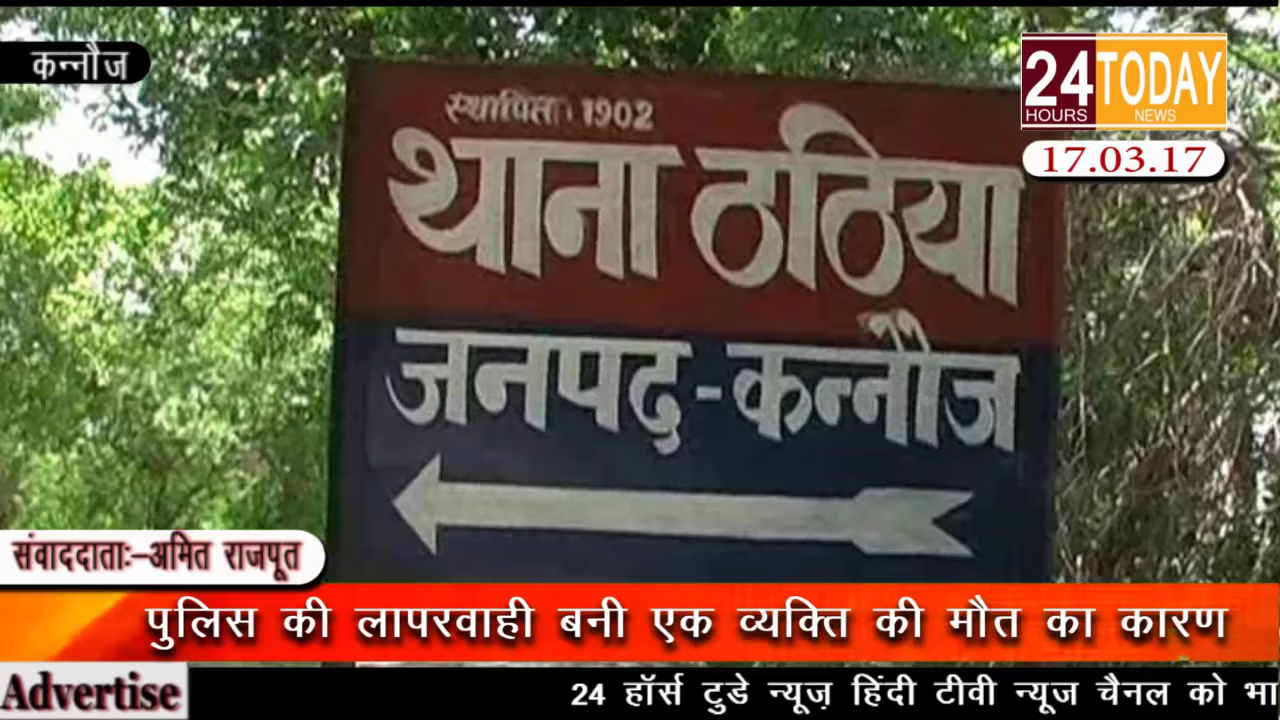 कन्नौज
24 TODAY
HOURS NEWS
17.03.17
स्थापित : 1902
थाना ठठिया
जनपद - कन्नौज
संवाददाताः-अमित राजपूत
पुलिस की लापरवाही बनी एक व्यक्ति की मौत का कारण
Advertise
24 हॉर्स टुडे न्यूज़ हिंदी टीवी न्यूज चैनल को भा